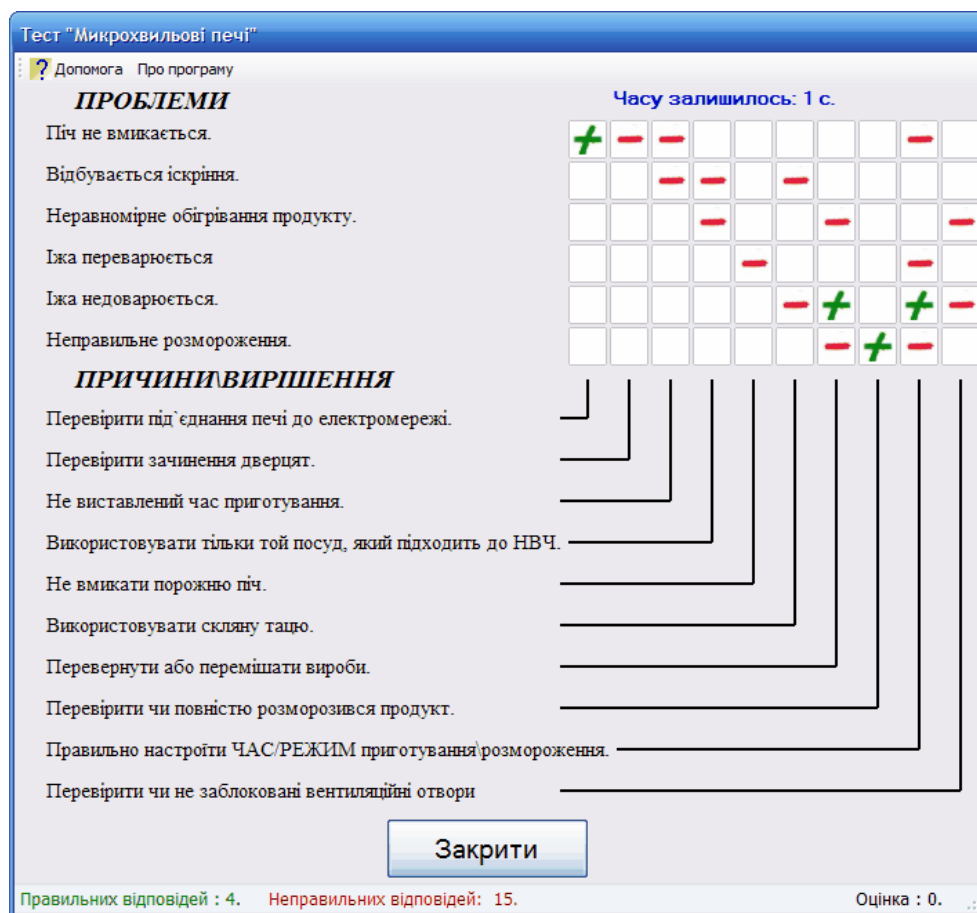 Тест "Микрохвильові печі"
Допомога Про програму
ПРОБЛЕМИ
Часу залишилось: 1 с.
Піч не вмикається.
Відбувається іскріння.
Неравномірне обігрівання продукту.
Їжа переварюється
Їжа недоварюється.
Неправильне розмороження.
ПРИЧИНИ\ВИРІШЕННЯ
Перевірити під`єднання печі до електромережі.
Перевірити зачинення дверцят.
Не виставлений час приготування.
Використовувати тільки той посуд, який підходить до НВЧ.
Не вмикати порожню піч.
Використовувати скляну тацю.
Перевернути або перемішати вироби.
Перевірити чи повністю розморозився продукт.
Правильно настроїти ЧАС/РЕЖИМ приготування\розмороження.
Перевірити чи не заблоковані вентиляційні отвори
Закрити
Правильних відповідей : 4. Неправильних відповідей: 15. Оцінка : 0.